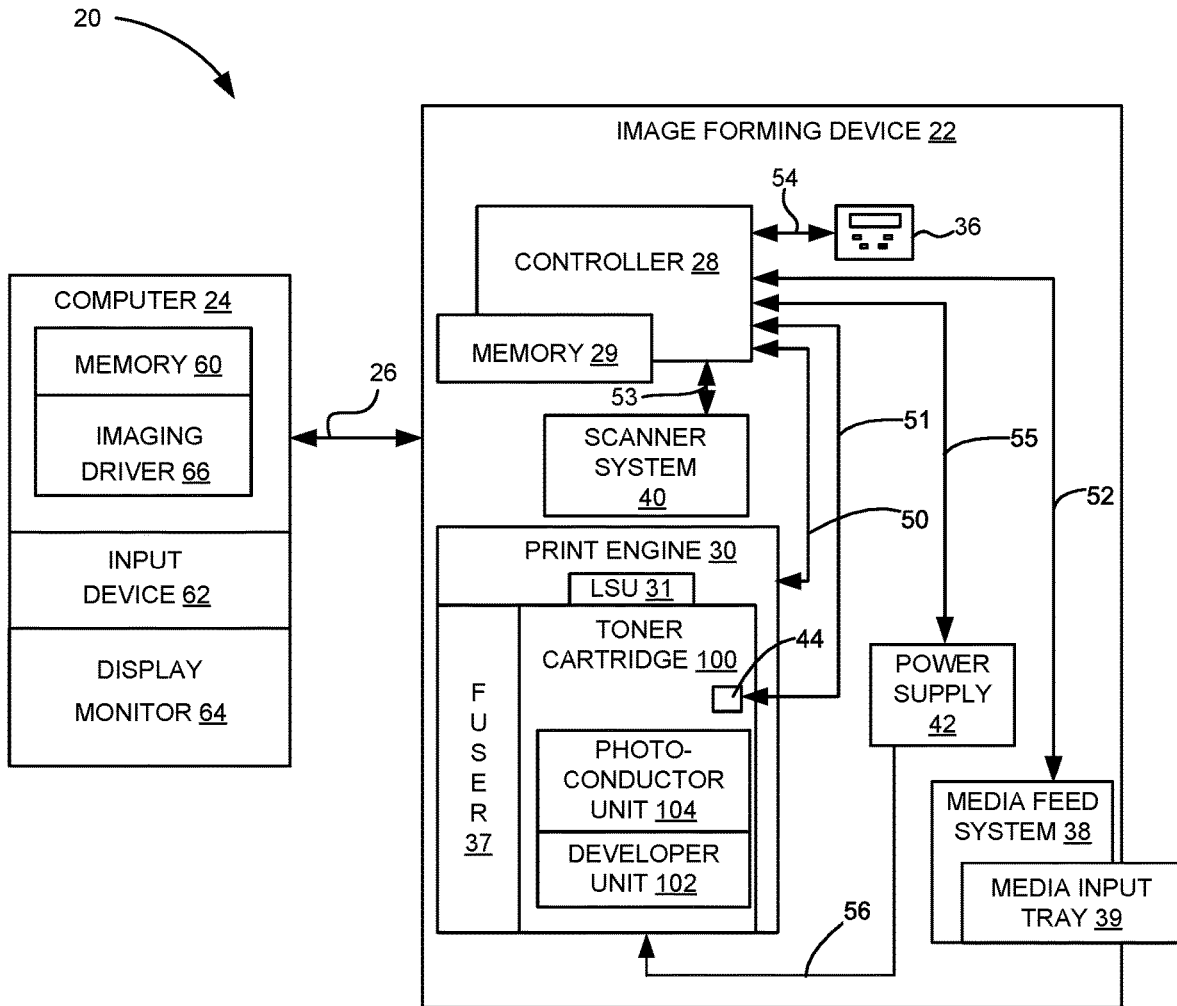 20
IMAGE FORMING DEVICE 22
54
36
CONTROLLER 28
MEMORY 29
53
COMPUTER 24
MEMORY 60
IMAGING
DRIVER 66
INPUT
DEVICE 62
DISPLAY
MONITOR 64
26
SCANNER
SYSTEM
40
51
55
52
50
PRINT ENGINE 30
LSU 31
TONER
CARTRIDGE 100
44
F
U
S
E
R
37
PHOTO-
CONDUCTOR
UNIT 104
DEVELOPER
UNIT 102
POWER
SUPPLY
42
MEDIA FEED
SYSTEM 38
MEDIA INPUT
TRAY 39
56